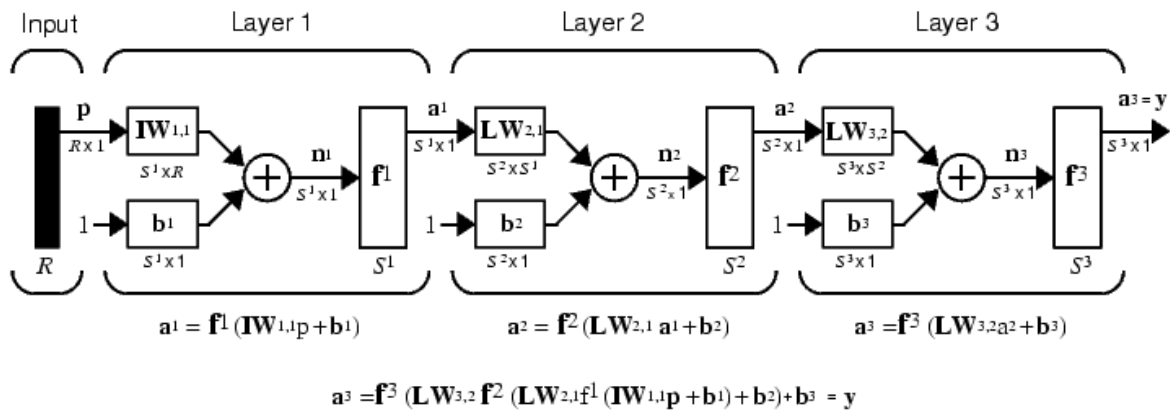 Input Layer 1 Layer 2 Layer 3
p a1 a2 a3 = y
IW1,1 LW2,1 LW3,2
R x 1 S1 x 1 S2 x 1 S3 x 1
n1 n2 n3
S1 x R S2 x S1 S3 x S2
+ + +
f1 f2 f3
S1 x 1 S2 x 1 S3 x 1
1 b1 1 b2 1 b3
S1 x 1 S2 x 1 S3 x 1
R S1 S2 S3
a1 = f1 (IW1,1p + b1) a2 = f2 (LW2,1 a1 + b2) a3 =f3 (LW3,2a2 + b3)
a3 =f3 (LW3,2 f2 (LW2,1f1 (IW1,1p + b1) + b2) + b3 = y